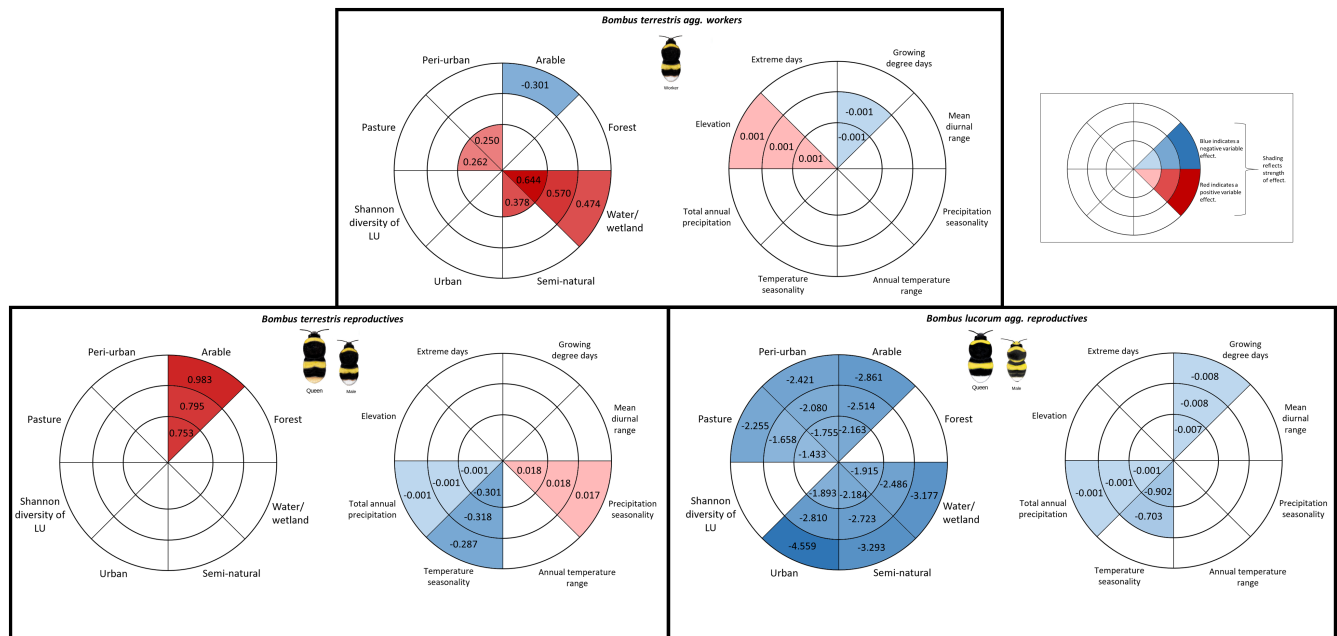 Bombus terrestris agg. workers
Worker
Peri-urban
Arable
Pasture
Forest
Shannon
diversity of
LU
Water/
wetland
Urban
Semi-natural
-0.301
0.250
0.262
0.644
0.570
0.474
0.378
Extreme days
Growing
degree days
Elevation
Mean
diurnal
range
Total annual
precipitation
Precipitation
seasonality
Temperature
seasonality
Annual temperature
range
-0.001
-0.001
0.001
0.001
0.001
Blue indicates a
negative variable
effect.
Red indicates a
positive variable
effect.
Shading
reflects
strength
of effect.
Bombus terrestris reproductives
Queen
Male
Peri-urban
Arable
Pasture
Forest
Shannon
diversity of
LU
Water/
wetland
Urban
Semi-natural
0.983
0.795
0.753
Extreme days
Growing
degree days
Elevation
Mean
diurnal
range
Total annual
precipitation
Precipitation
seasonality
Temperature
seasonality
Annual temperature
range
-0.001
-0.001
-0.001
-0.301
-0.318
-0.287
0.018
0.018
0.017
Bombus lucorum agg. reproductives
Queen
Male
Peri-urban
Arable
Pasture
Forest
Shannon
diversity of
LU
Water/
wetland
Urban
Semi-natural
-2.421
-2.861
-2.080
-2.514
-2.255
-1.658
-1.755
-2.163
-1.433
-1.915
-1.893
-2.184
-2.486
-3.177
-2.810
-2.723
-4.559
-3.293
Extreme days
Growing
degree days
Elevation
Mean
diurnal
range
Total annual
precipitation
Precipitation
seasonality
Temperature
seasonality
Annual temperature
range
-0.008
-0.008
-0.007
-0.001
-0.001
-0.001
-0.902
-0.703